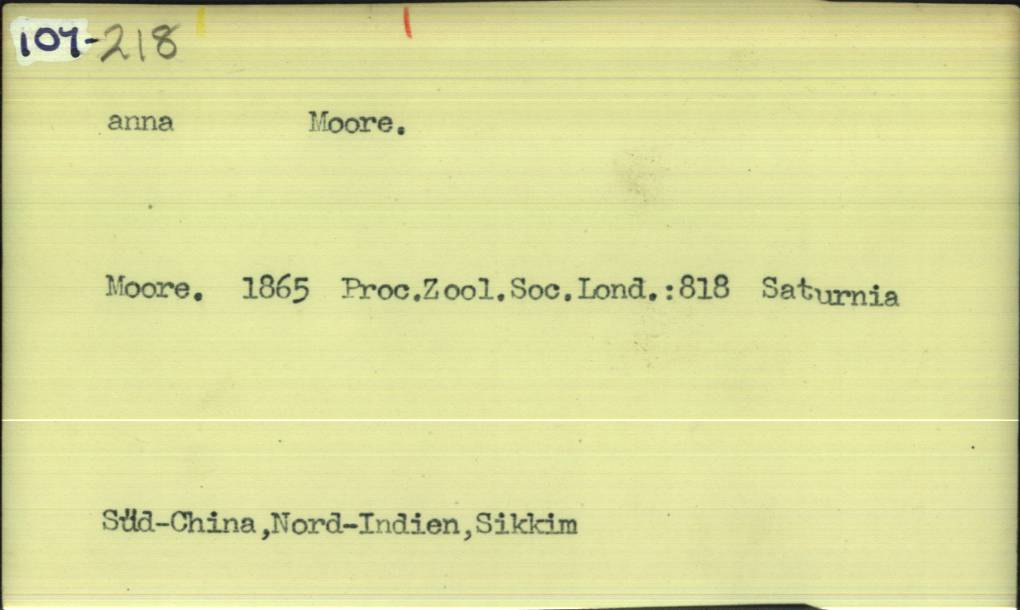 107-218
anna Moore.
Moore. 1865 Proc.Zool.Soc.Lond.:818 Saturnia
Süd-China,Nord-Indien,Sikkim